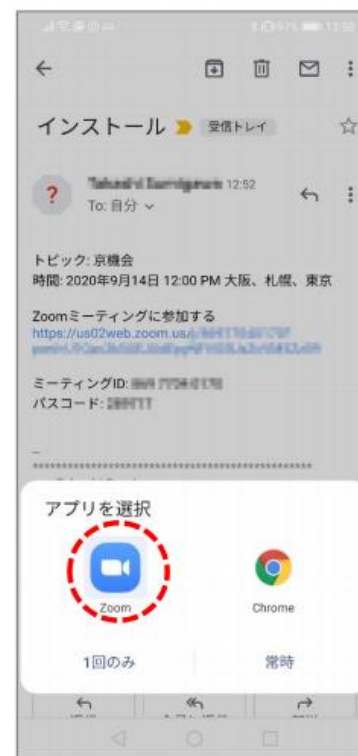 インストール
受信トレイ
?
12:52
To: 自分
トピック: 京機会
時間: 2020年9月14日 12:00 PM 大阪、札幌、東京
Zoomミーティングに参加する
https://us02web.zoom.us/
ミーティングID:
パスコード:
アプリを選択
Zoom
Chrome
1回のみ
常時